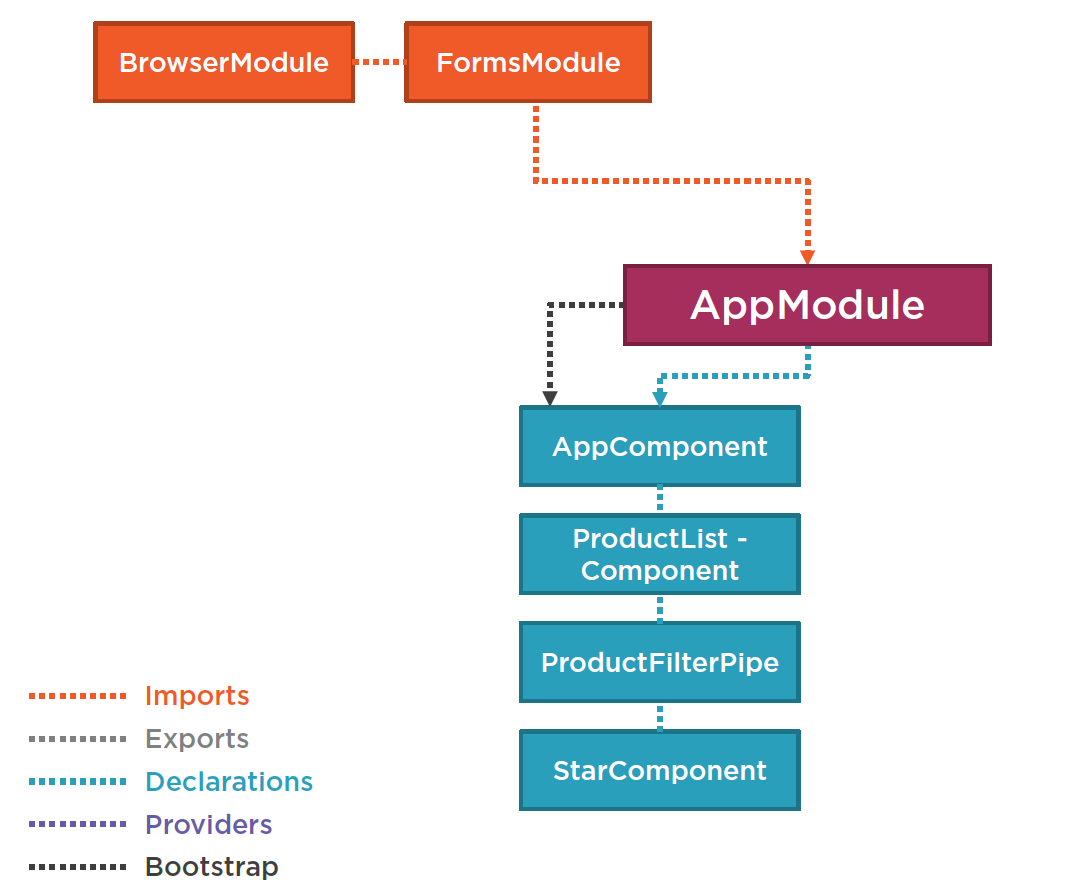 BrowserModule
FormsModule
AppModule
AppComponent
ProductList -
Component
ProductFilterPipe
StarComponent
Imports
Exports
Declarations
Providers
Bootstrap